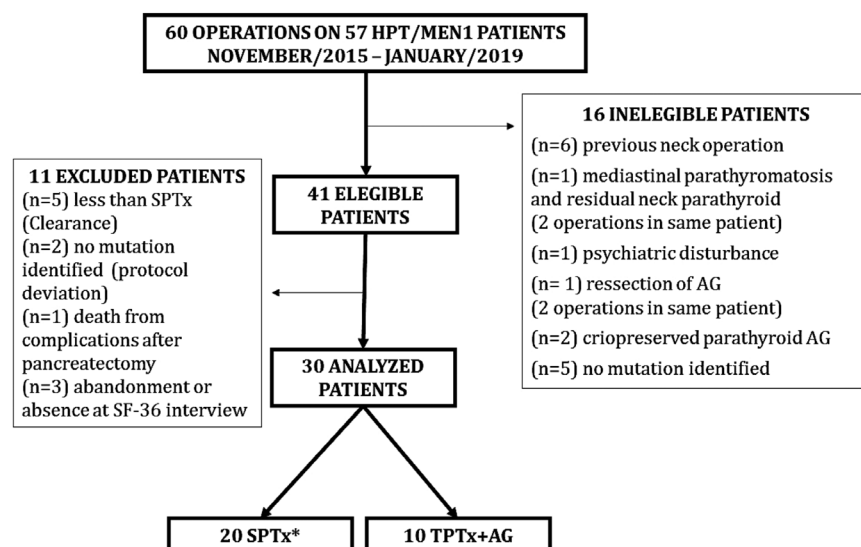 60 OPERATIONS ON 57 HPT/MEN1 PATIENTS
NOVEMBER/2015 – JANUARY/2019
16 INELEGIBLE PATIENTS
(n=6) previous neck operation
(n=1) mediastinal parathyromatosis
and residual neck parathyroid
(2 operations in same patient)
(n=1) psychiatric disturbance
(n= 1) ressection of AG
(2 operations in same patient)
(n=2) criopreserved parathyroid AG
(n=5) no mutation identified
11 EXCLUDED PATIENTS
(n=5) less than SPTx
(Clearance)
(n=2) no mutation
identified (protocol
deviation)
(n=1) death from
complications after
pancreatectomy
(n=3) abandonment or
absence at SF-36 interview
41 ELEGIBLE
PATIENTS
30 ANALYZED
PATIENTS
20 SPTx*
10 TPTx+AG